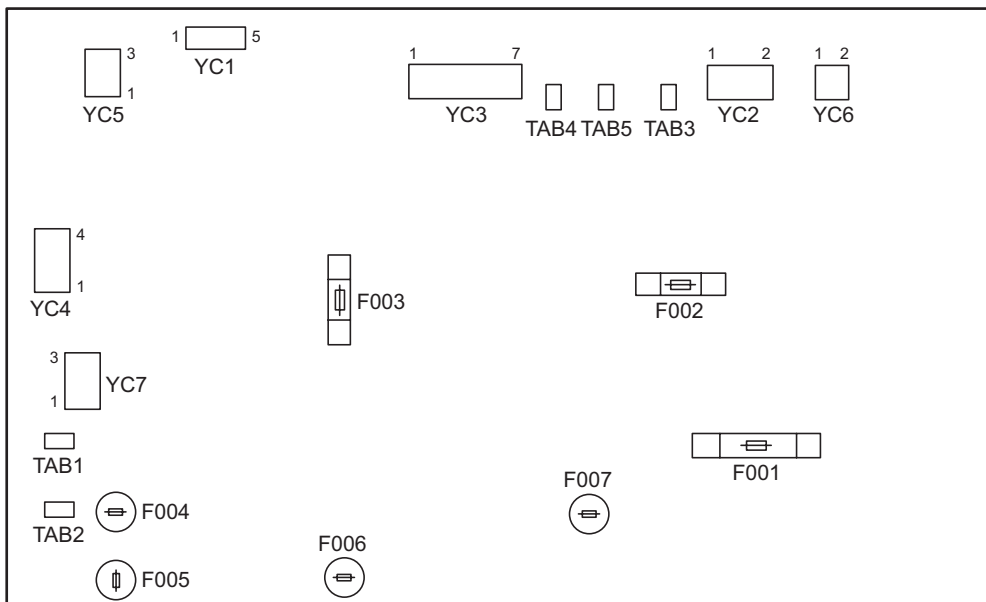 1 5
YC1
3
1
YC5
1 7
YC3
TAB4
TAB5
TAB3
1 2
YC2
1 2
YC6
4
1
YC4
F003
F002
3
1
YC7
TAB1
F001
TAB2
F004
F007
F005
F006